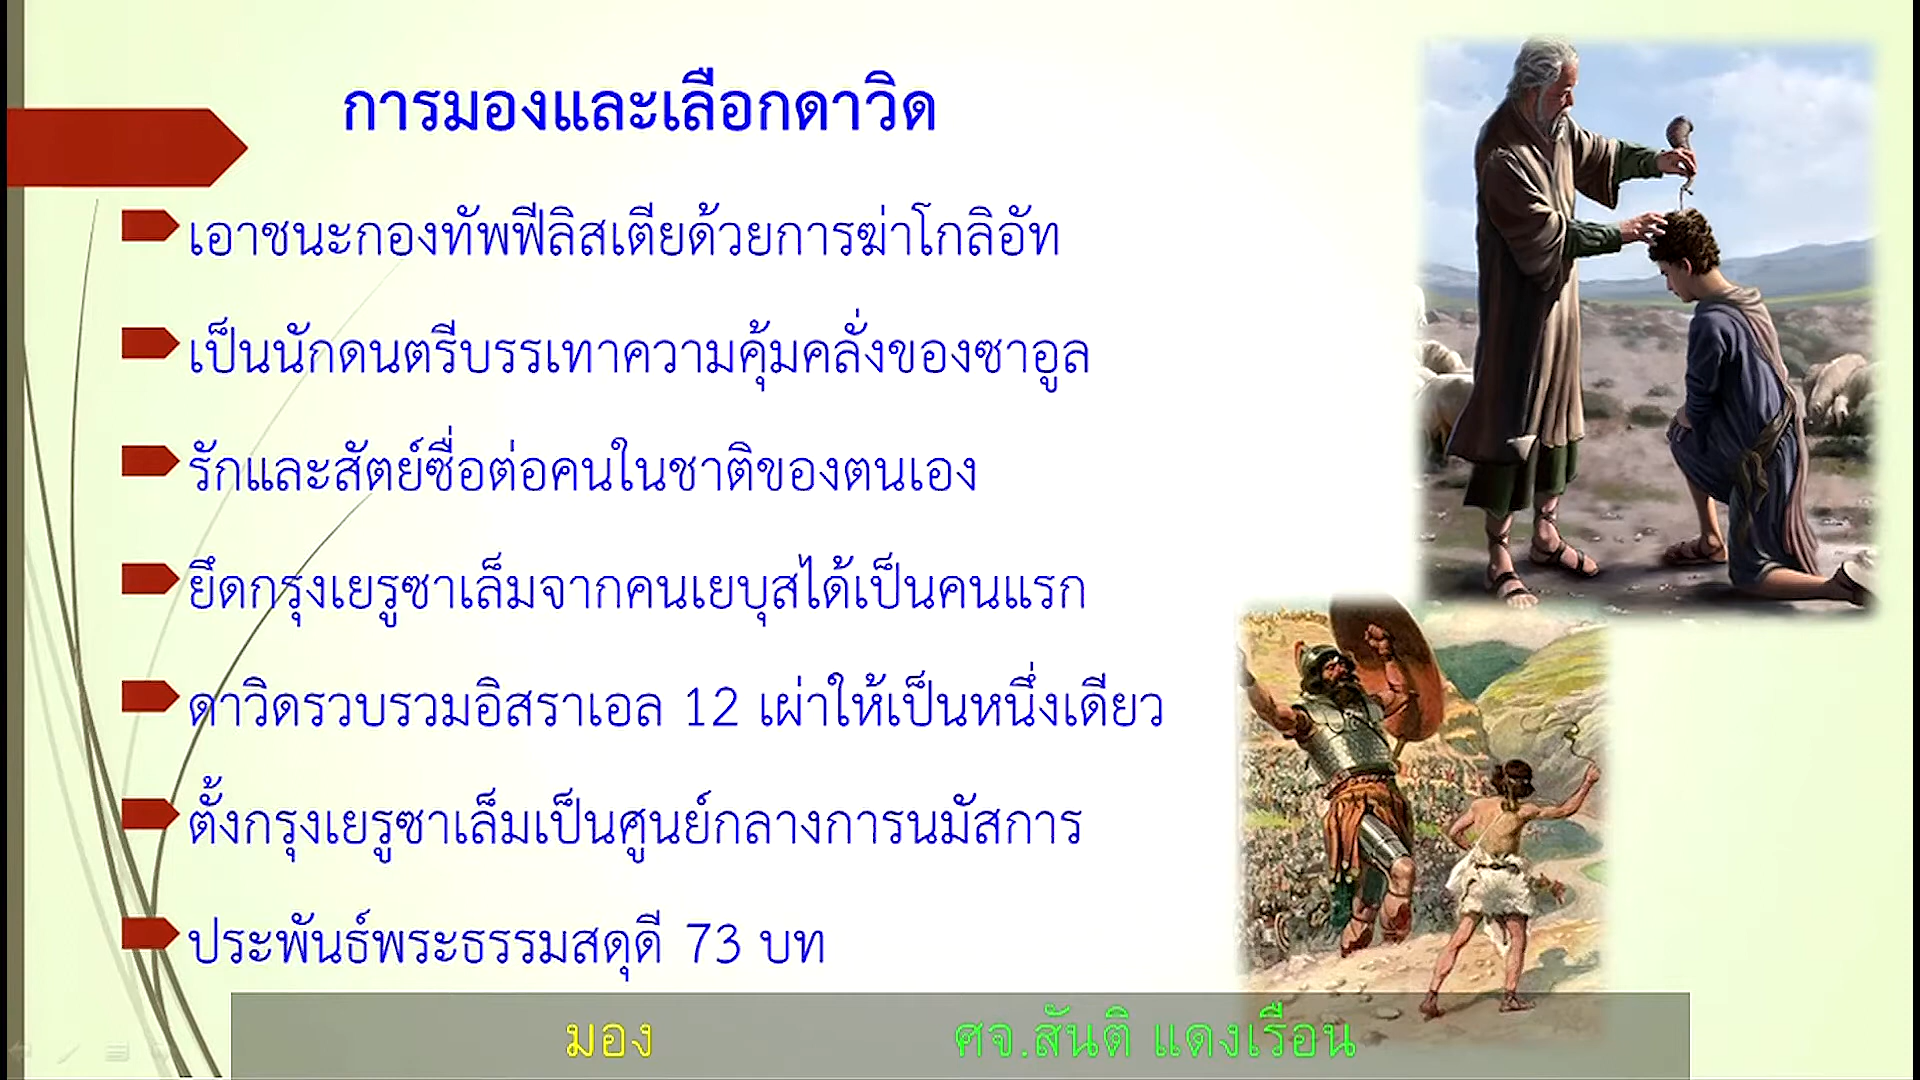 การมองและเลือกดาวิด
เอาชนะกองทัพฟีลิสเตียด้วยการฆ่าโกลิอัท
เป็นนักดนตรีบรรเทาความคุ้มคลั่งของซาอูล
รักและสัตย์ซื่อต่อคนในชาติของตนเอง
ยึดกรุงเยรูซาเล็มจากคนเยบุสได้เป็นคนแรก
ดาวิดรวบรวมอิสราเอล 12 เผ่าให้เป็นหนึ่งเดียว
ตั้งกรุงเยรูซาเล็มเป็นศูนย์กลางการนมัสการ
ประพันธ์พระธรรมสดุดี 73 บท
มอง ศจ.สันติ แดงเรือน